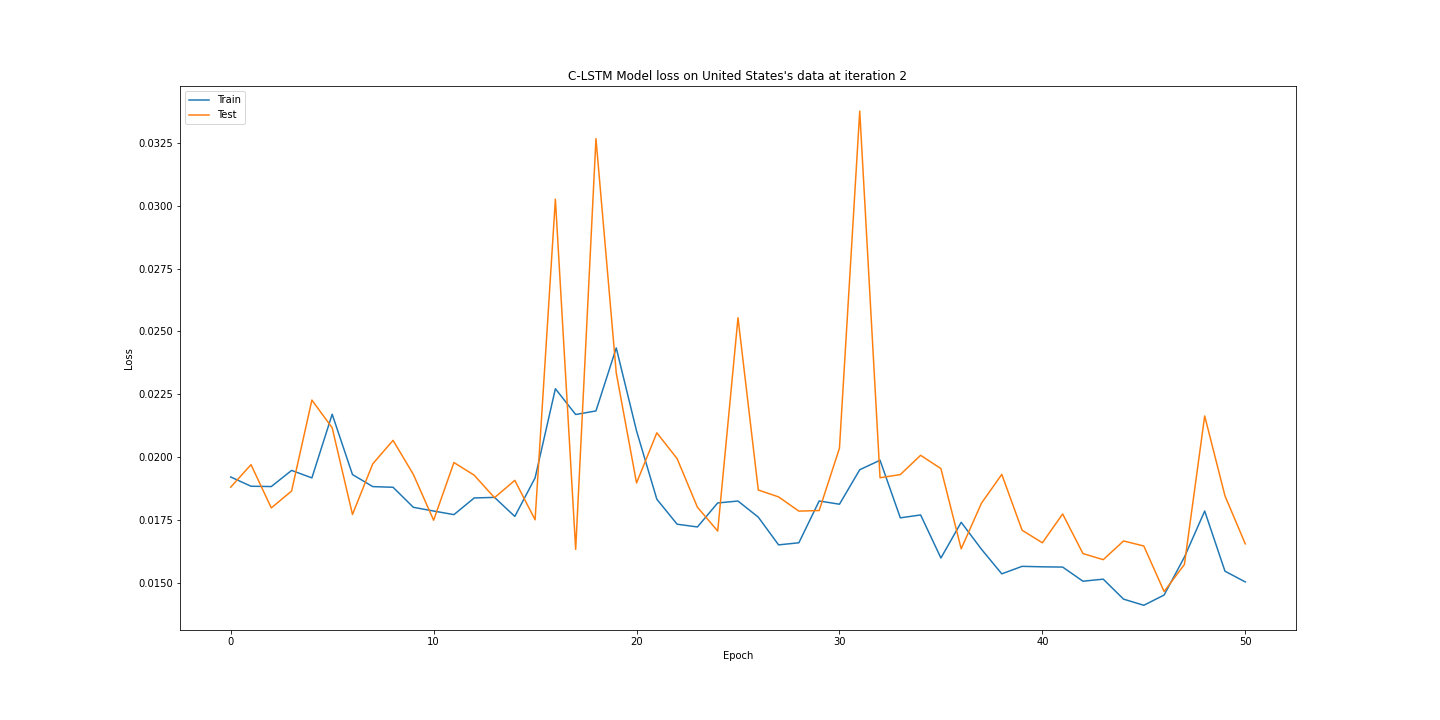 C-LSTM Model loss on United States's data at iteration 2
Train
Test
0.0325
0.0300
0.0275
0.0250
0.0225
0.0200
0.0175
0.0150
Loss
0 10 20 30 40 50
Epoch